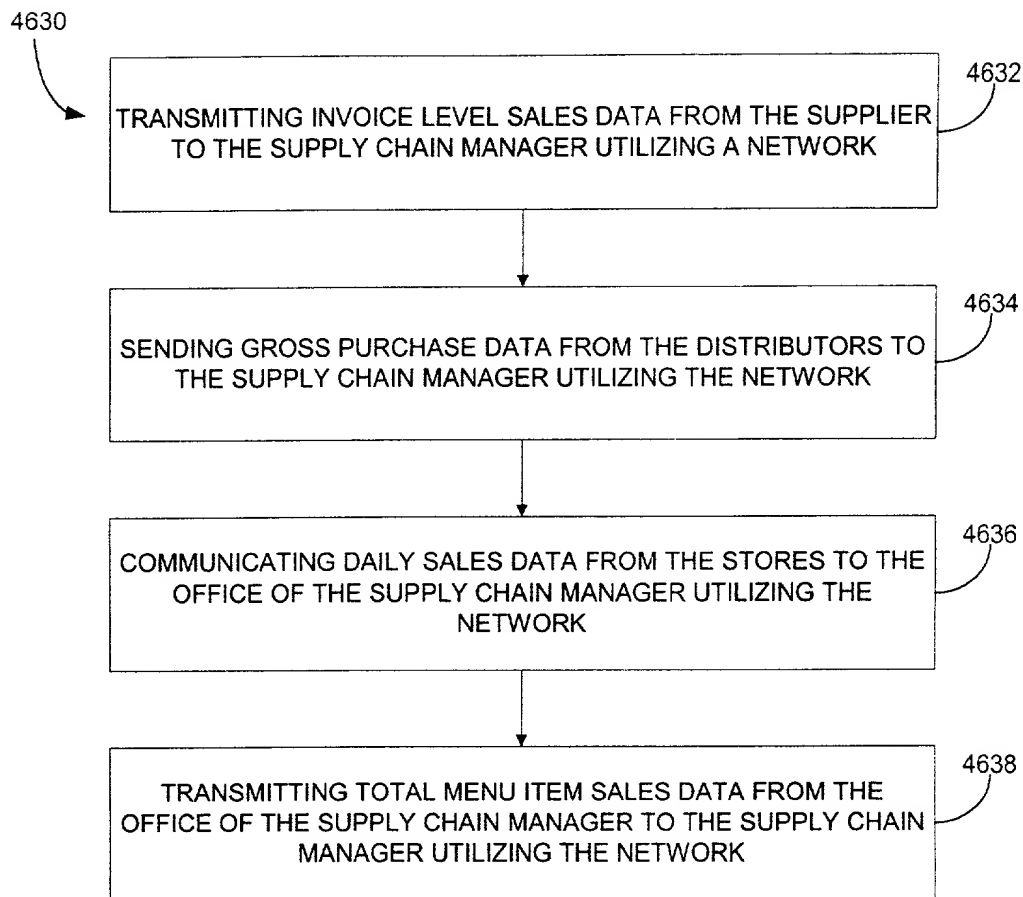 4630
4632
TRANSMITTING INVOICE LEVEL SALES DATA FROM THE SUPPLIER
TO THE SUPPLY CHAIN MANAGER UTILIZING A NETWORK
4634
SENDING GROSS PURCHASE DATA FROM THE DISTRIBUTORS TO
THE SUPPLY CHAIN MANAGER UTILIZING THE NETWORK
4636
COMMUNICATING DAILY SALES DATA FROM THE STORES TO THE
OFFICE OF THE SUPPLY CHAIN MANAGER UTILIZING THE
NETWORK
4638
TRANSMITTING TOTAL MENU ITEM SALES DATA FROM THE
OFFICE OF THE SUPPLY CHAIN MANAGER TO THE SUPPLY CHAIN
MANAGER UTILIZING THE NETWORK